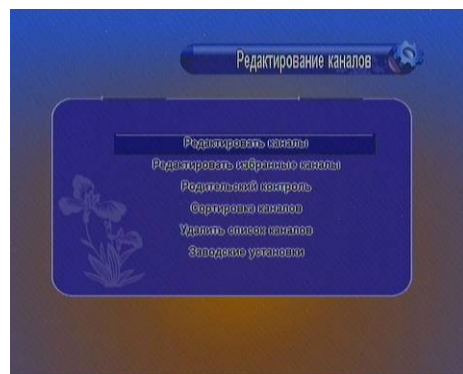 Редактирование каналов
Редактировать каналы
Редактировать избранные каналы
Родительский контроль
Сортировка каналов
Удалить список каналов
Заводские установки